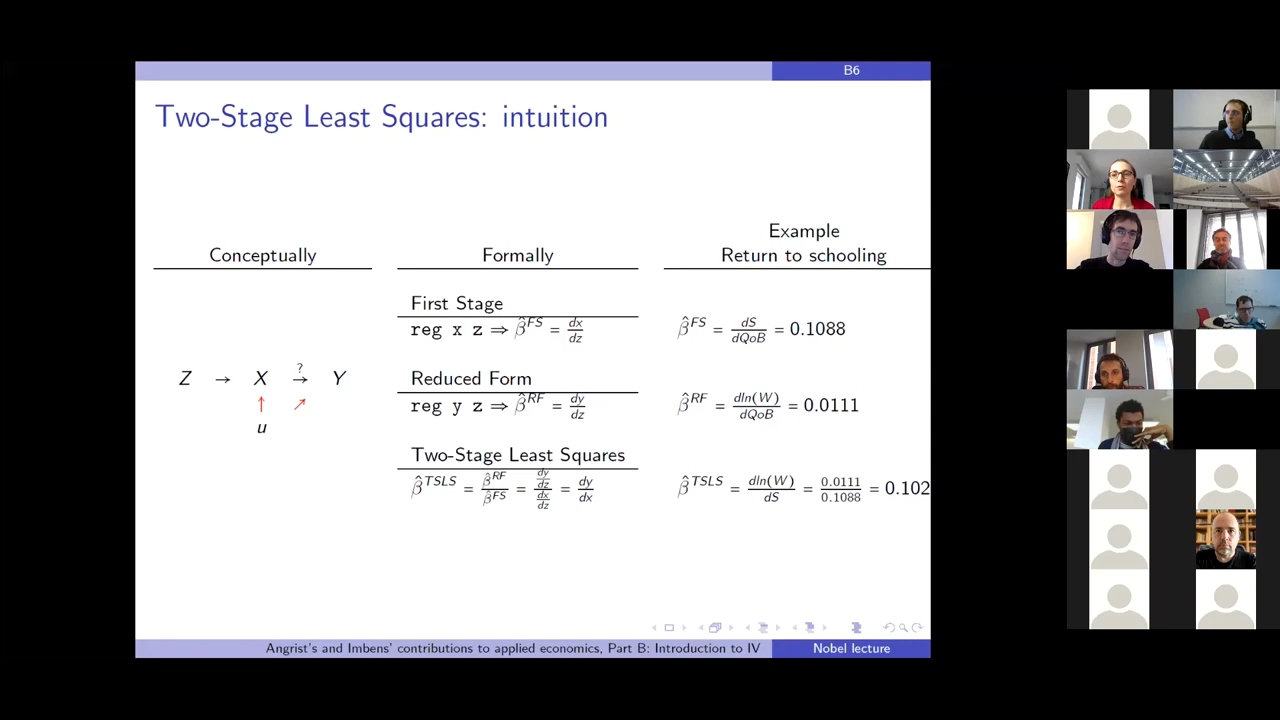 B6
Two-Stage Least Squares: intuition
Conceptually
Z → X →? Y
↑ ↗
u
Formally
First Stage
reg x z ⇒ β̂^FS = dx/dz
Reduced Form
reg y z ⇒ β̂^RF = dy/dz
Two-Stage Least Squares
β̂^TSLS = β̂^RF/β̂^FS = (dy/dz)/(dx/dz) = dy/dx
Example
Return to schooling
β̂^FS = dS/dQoB = 0.1088
β̂^RF = dln(W)/dQoB = 0.0111
β̂^TSLS = dln(W)/dS = 0.0111/0.1088 = 0.102
Angrist's and Imbens' contributions to applied economics, Part B: Introduction to IV
Nobel lecture